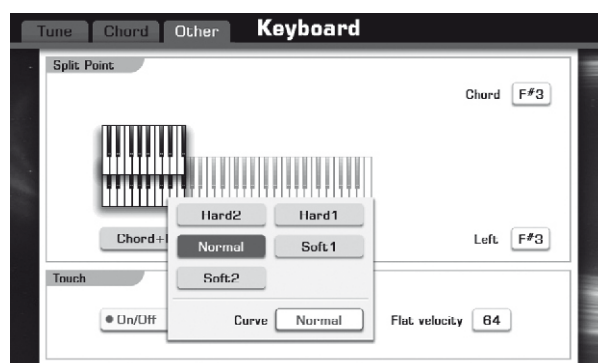 Tune Chord Other Keyboard
Split Point
Chord F#3
Hard2 Hard1
Chord+
Normal Soft1
Left F#3
Touch
Soft2
On/Off
Curve Normal
Flat velocity 64